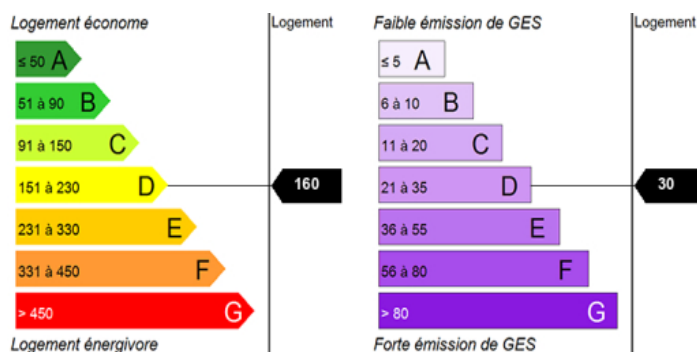 Logement économe
Logement
≤ 50 A
51 à 90 B
91 à 150 C
151 à 230 D
160
231 à 330 E
331 à 450 F
> 450 G
Logement énergivore
Faible émission de GES
Logement
≤ 5 A
6 à 10 B
11 à 20 C
21 à 35 D
30
36 à 55 E
56 à 80 F
> 80 G
Forte émission de GES